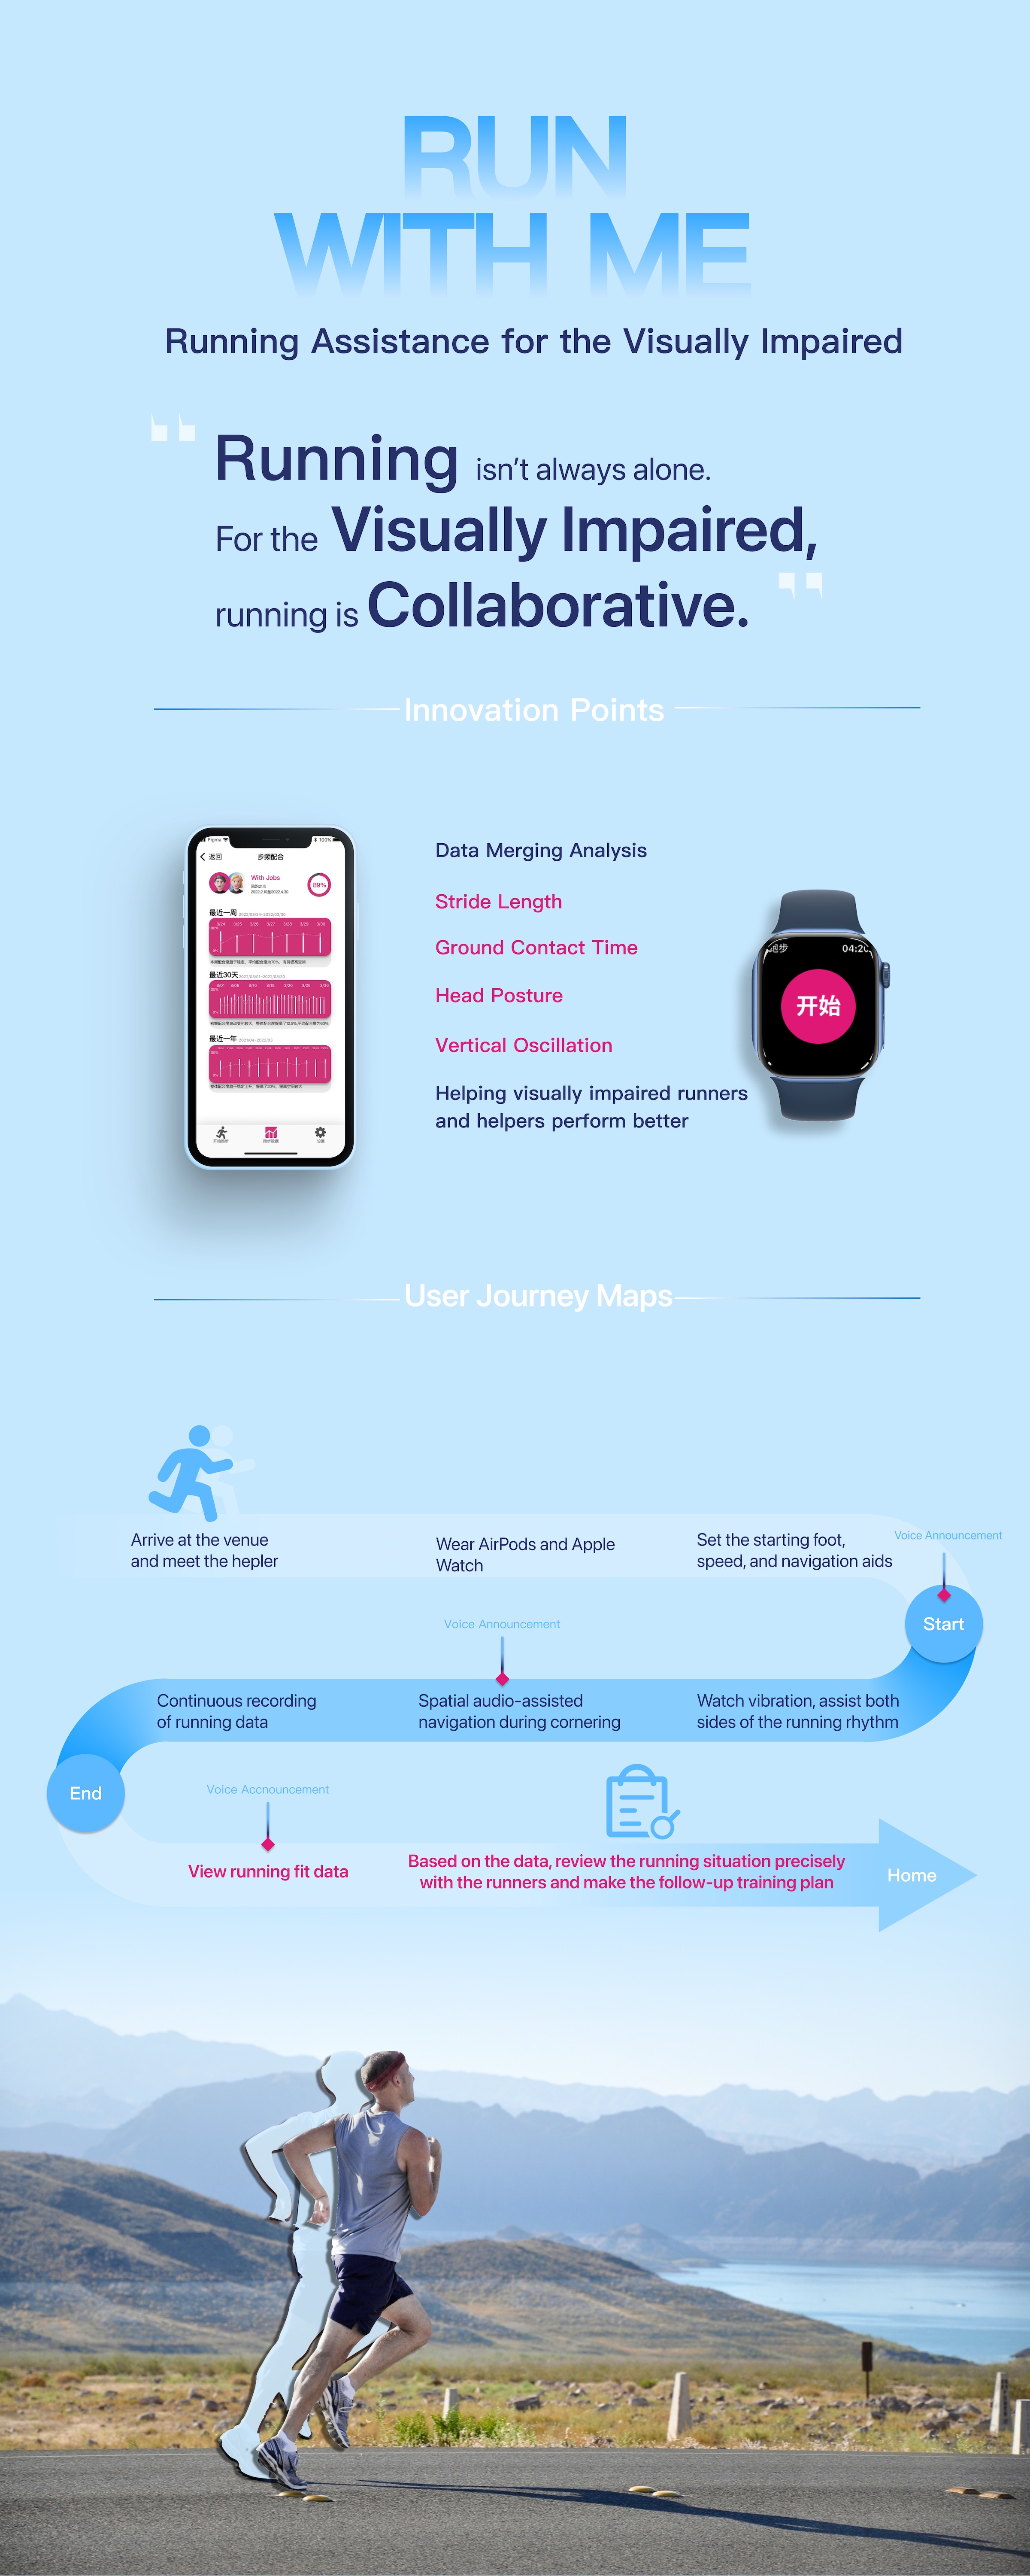 RUN
WITH ME
Running Assistance for the Visually Impaired
Running isn't always alone.
For the Visually Impaired,
running is Collaborative.
Innovation Points
Figma
100%
返回
步频配合
With Jobs
89%
最近一周
最近30天
最近一年
Data Merging Analysis
Stride Length
Ground Contact Time
Head Posture
Vertical Oscillation
Helping visually impaired runners
and helpers perform better
跑步
04:20
开始
User Journey Maps
Arrive at the venue
and meet the hepler
Wear AirPods and Apple
Watch
Set the starting foot,
speed, and navigation aids
Voice Announcement
Start
Voice Announcement
Continuous recording
of running data
Spatial audio-assisted
navigation during cornering
Watch vibration, assist both
sides of the running rhythm
End
Voice Accnouncement
View running fit data
Based on the data, review the running situation precisely
with the runners and make the follow-up training plan
Home